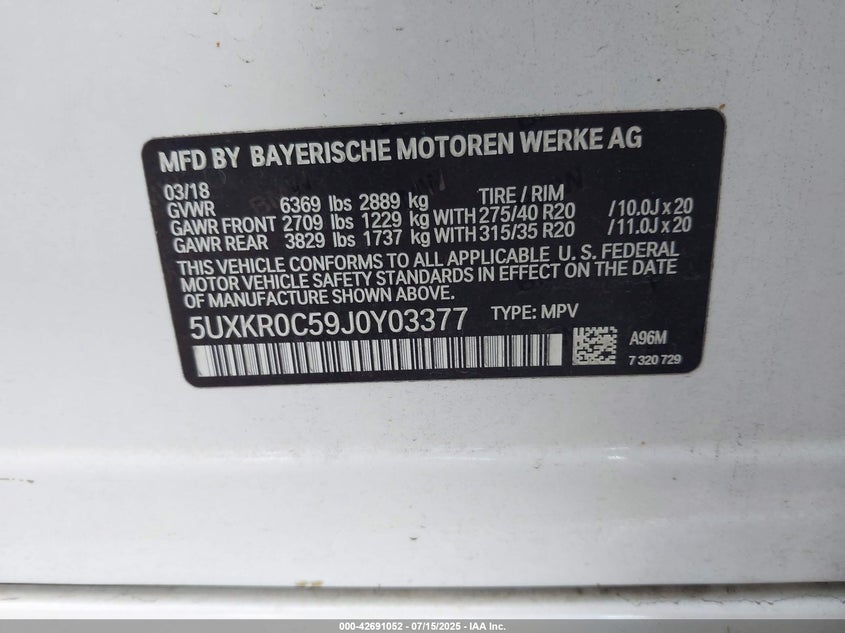 MFD BY BAYERISCHE MOTOREN WERKE AG
03/18 TIRE / RIM
GVWR 6369 lbs 2889 kg
GAWR FRONT 2709 lbs 1229 kg WITH 275/40 R20 /10.0J x 20
GAWR REAR 3829 lbs 1737 kg WITH 315/35 R20 /11.0J x 20
THIS VEHICLE CONFORMS TO ALL APPLICABLE U. S. FEDERAL
MOTOR VEHICLE SAFETY STANDARDS IN EFFECT ON THE DATE
OF MANUFACTURE SHOWN ABOVE.
5UXKR0C59J0Y03377 TYPE: MPV
A96M
7 320 729
000-42691052 - 07/15/2025 - IAA Inc.